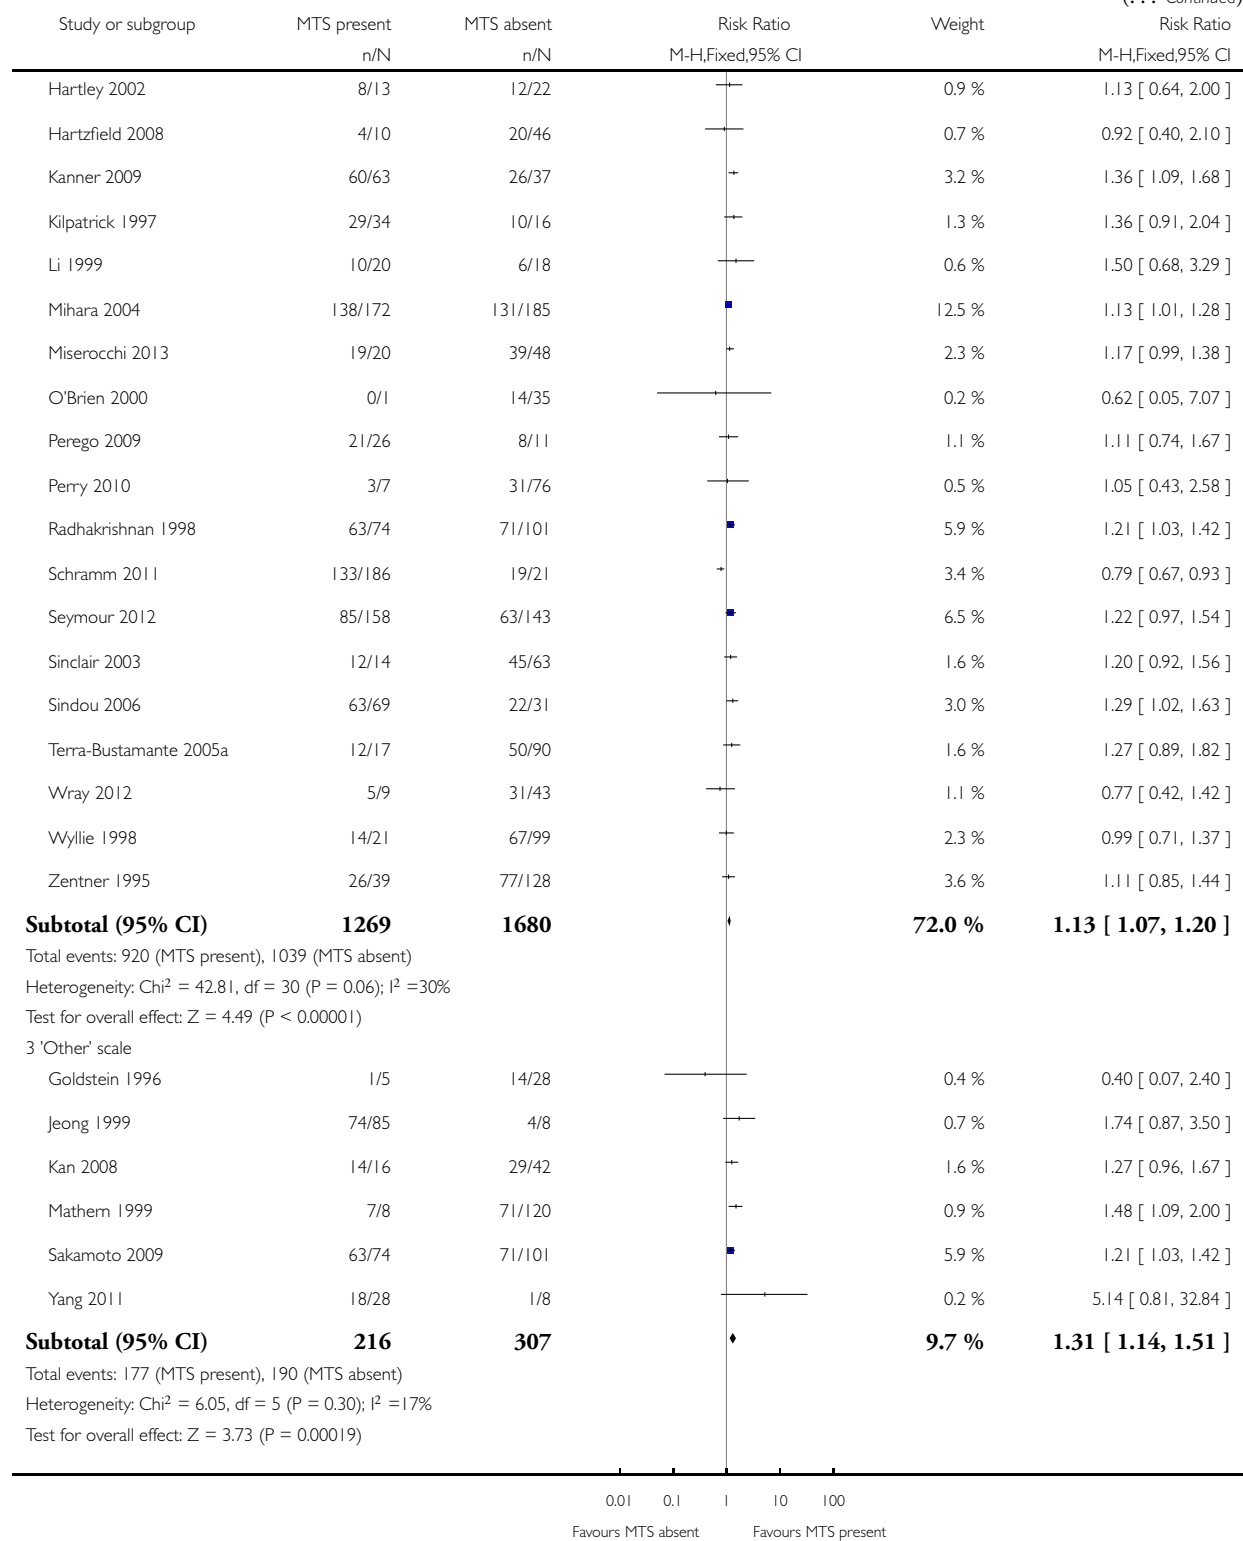 (. . . Continued)
Study or subgroup MTS present MTS absent Risk Ratio Weight Risk Ratio
n/N n/N M-H,Fixed,95% CI M-H,Fixed,95% CI
Hartley 2002 8/13 12/22 0.9 % 1.13 [ 0.64, 2.00 ]
Hartzfield 2008 4/10 20/46 0.7 % 0.92 [ 0.40, 2.10 ]
Kanner 2009 60/63 26/37 3.2 % 1.36 [ 1.09, 1.68 ]
Kilpatrick 1997 29/34 10/16 1.3 % 1.36 [ 0.91, 2.04 ]
Li 1999 10/20 6/18 0.6 % 1.50 [ 0.68, 3.29 ]
Mihara 2004 138/172 131/185 12.5 % 1.13 [ 1.01, 1.28 ]
Miserocchi 2013 19/20 39/48 2.3 % 1.17 [ 0.99, 1.38 ]
O'Brien 2000 0/1 14/35 0.2 % 0.62 [ 0.05, 7.07 ]
Perego 2009 21/26 8/11 1.1 % 1.11 [ 0.74, 1.67 ]
Perry 2010 3/7 31/76 0.5 % 1.05 [ 0.43, 2.58 ]
Radhakrishnan 1998 63/74 71/101 5.9 % 1.21 [ 1.03, 1.42 ]
Schramm 2011 133/186 19/21 3.4 % 0.79 [ 0.67, 0.93 ]
Seymour 2012 85/158 63/143 6.5 % 1.22 [ 0.97, 1.54 ]
Sinclair 2003 12/14 45/63 1.6 % 1.20 [ 0.92, 1.56 ]
Sindou 2006 63/69 22/31 3.0 % 1.29 [ 1.02, 1.63 ]
Terra-Bustamante 2005a 12/17 50/90 1.6 % 1.27 [ 0.89, 1.82 ]
Wray 2012 5/9 31/43 1.1 % 0.77 [ 0.42, 1.42 ]
Wyllie 1998 14/21 67/99 2.3 % 0.99 [ 0.71, 1.37 ]
Zentner 1995 26/39 77/128 3.6 % 1.11 [ 0.85, 1.44 ]
Subtotal (95% CI) 1269 1680 72.0 % 1.13 [ 1.07, 1.20 ]
Total events: 920 (MTS present), 1039 (MTS absent)
Heterogeneity: Chi² = 42.81, df = 30 (P = 0.06); I² =30%
Test for overall effect: Z = 4.49 (P < 0.00001)
3 'Other' scale
Goldstein 1996 1/5 14/28 0.4 % 0.40 [ 0.07, 2.40 ]
Jeong 1999 74/85 4/8 0.7 % 1.74 [ 0.87, 3.50 ]
Kan 2008 14/16 29/42 1.6 % 1.27 [ 0.96, 1.67 ]
Mathern 1999 7/8 71/120 0.9 % 1.48 [ 1.09, 2.00 ]
Sakamoto 2009 63/74 71/101 5.9 % 1.21 [ 1.03, 1.42 ]
Yang 2011 18/28 1/8 0.2 % 5.14 [ 0.81, 32.84 ]
Subtotal (95% CI) 216 307 9.7 % 1.31 [ 1.14, 1.51 ]
Total events: 177 (MTS present), 190 (MTS absent)
Heterogeneity: Chi² = 6.05, df = 5 (P = 0.30); I² =17%
Test for overall effect: Z = 3.73 (P = 0.00019)
0.01 0.1 1 10 100
Favours MTS absent Favours MTS present